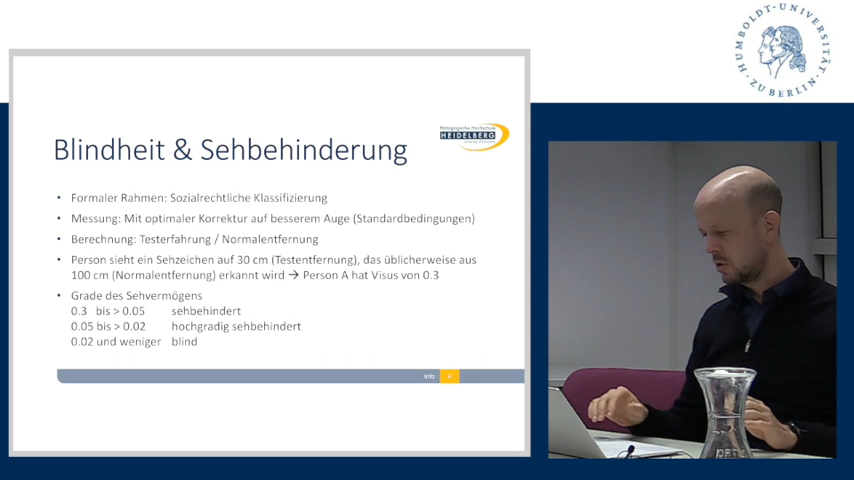 HUMBOLDT-UNIVERSITÄT
ZU BERLIN
Pädagogische Hochschule
HEIDELBERG
Blindheit & Sehbehinderung
• Formaler Rahmen: Sozialrechtliche Klassifizierung
• Messung: Mit optimaler Korrektur auf besserem Auge (Standardbedingungen)
• Berechnung: Testerfahrung / Normalentfernung
• Person sieht ein Sehzeichen auf 30 cm (Testentfernung), das üblicherweise aus
100 cm (Normalentfernung) erkannt wird → Person A hat Visus von 0.3
• Grade des Sehvermögens
0.3 bis > 0.05 sehbehindert
0.05 bis > 0.02 hochgradig sehbehindert
0.02 und weniger blind
Info 4